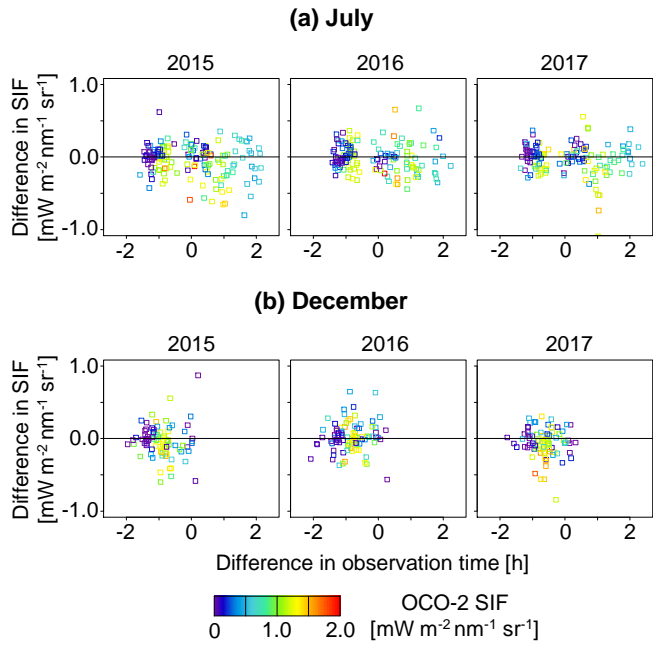 (a) July
2015 2016 2017
Difference in SIF
[mW m-2 nm-1 sr-1]
1.0
0.0
-1.0
-2 0 2 -2 0 2 -2 0 2
(b) December
2015 2016 2017
Difference in SIF
[mW m-2 nm-1 sr-1]
1.0
0.0
-1.0
-2 0 2 -2 0 2 -2 0 2
Difference in observation time [h]
0 1.0 2.0
OCO-2 SIF
[mW m-2 nm-1 sr-1]